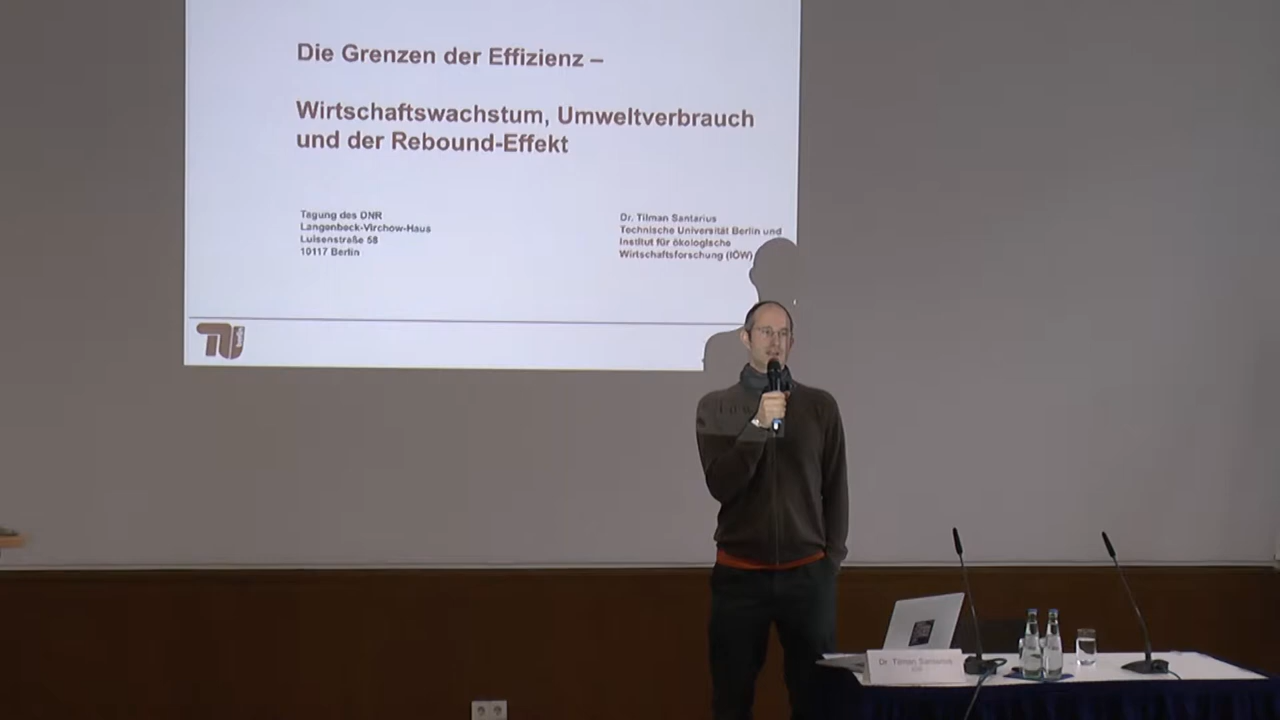 Die Grenzen der Effizienz –
Wirtschaftswachstum, Umweltverbrauch
und der Rebound-Effekt
Tagung des DNR
Langenbeck-Virchow-Haus
Luisenstraße 58
10117 Berlin
Dr. Tilman Santarius
Technische Universität Berlin und
Institut für ökologische
Wirtschaftsforschung (IÖW)
Dr. Tilman Santarius